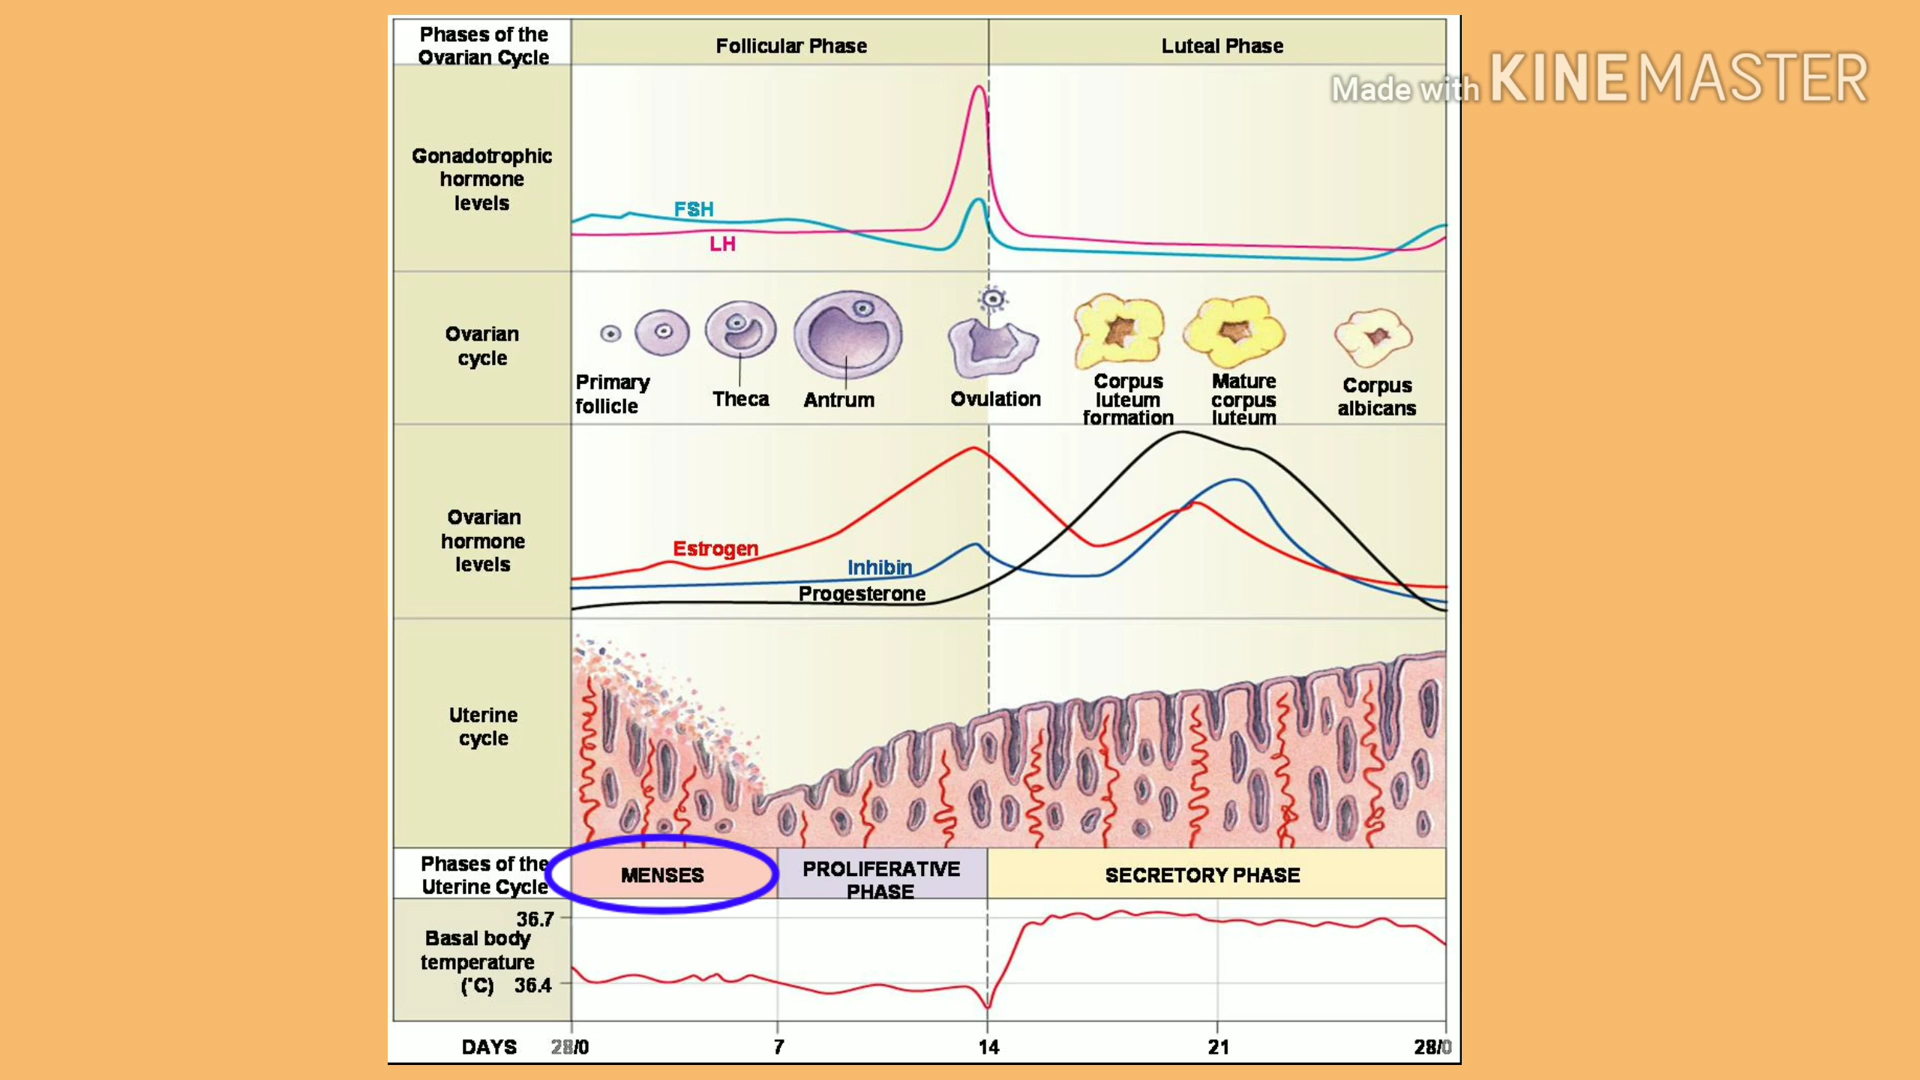 Phases of the
Ovarian Cycle
Follicular Phase
Luteal Phase
Made with KINEMASTER
Gonadotrophic
hormone
levels
FSH
LH
Ovarian
cycle
Primary
follicle
Theca
Antrum
Ovulation
Corpus
luteum
formation
Mature
corpus
luteum
Corpus
albicans
Ovarian
hormone
levels
Estrogen
Inhibin
Progesterone
Uterine
cycle
Phases of the
Uterine Cycle
MENSES
PROLIFERATIVE
PHASE
SECRETORY PHASE
36.7
Basal body
temperature
(°C) 36.4
DAYS 28/0 7 14 21 28/0